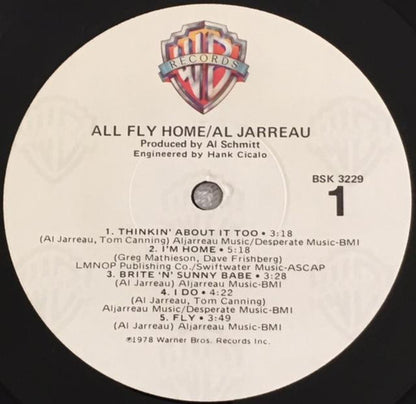 WB
RECORDS
ALL FLY HOME/AL JARREAU
Produced by Al Schmitt
Engineered by Hank Cicalo
BSK 3229
1
1. THINKIN' ABOUT IT TOO • 3:18
(Al Jarreau, Tom Canning) Aljarreau Music/Desperate Music-BMI
2. I'M HOME • 5:18
(Greg Mathieson, Dave Frishberg)
LMNOP Publishing Co./Swiftwater Music-ASCAP
3. BRITE 'N' SUNNY BABE • 3:28
(Al Jarreau) Aljarreau Music-BMI
4. I DO • 4:22
(Al Jarreau, Tom Canning)
Aljarreau Music/Desperate Music-BMI
5. FLY • 3:49
(Al Jarreau) Aljarreau Music-BMI
℗1978 Warner Bros. Records Inc.